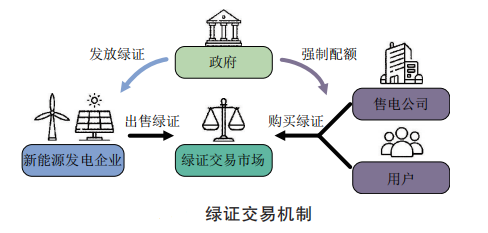 发放绿证
政府
强制配额
售电公司
出售绿证
购买绿证
新能源发电企业
绿证交易市场
用户
绿证交易机制